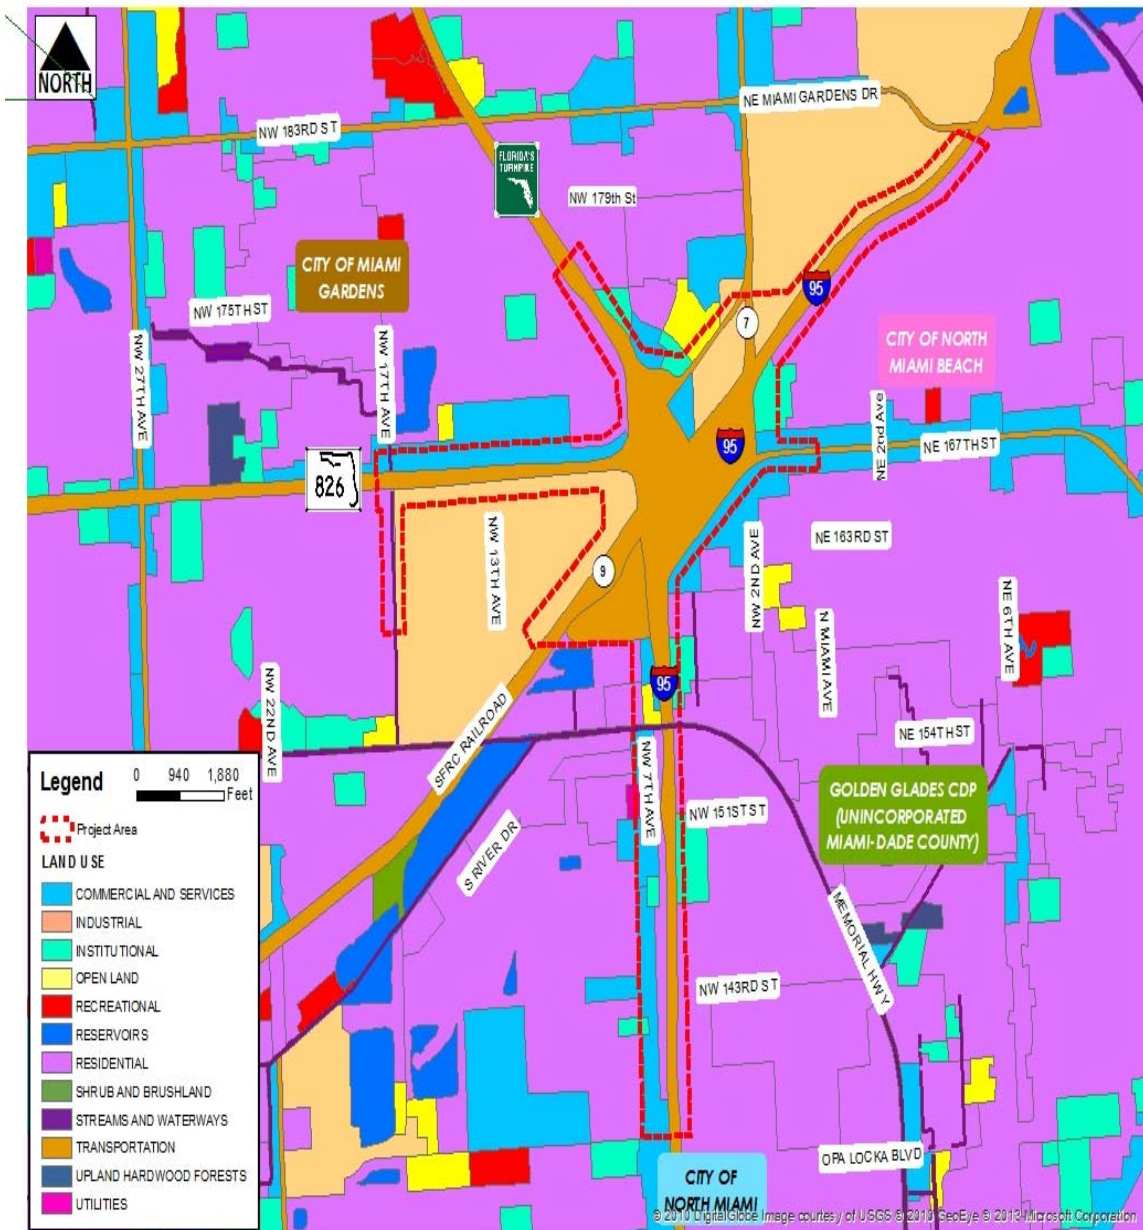 NORTH
NW 183RD ST
NE MIAMI GARDENS DR
FLORIDA'S
TURNPIKE
NW 179th St
CITY OF MIAMI
GARDENS
95
NW 175TH ST
7
CITY OF NORTH
MIAMI BEACH
NW 27TH AVE
NW 17TH AVE
95
NE 2nd Ave
NE 167TH ST
826
NW 13TH AVE
NW 2ND AVE
NE 163RD ST
9
N MIAMI AVE
NE 6TH AVE
NW 22ND AVE
SFRC RAILROAD
95
NE 154TH ST
NW 7TH AVE
GOLDEN GLADES CDP
(UNINCORPORATED
MIAMI-DADE COUNTY)
NW 151ST ST
S RIVER DR
MEMORIAL HWY
NW 143RD ST
OPA LOCKA BLVD
CITY OF
NORTH MIAMI
Legend
0 940 1,880
Feet
Project Area
LAND USE
COMMERCIAL AND SERVICES
INDUSTRIAL
INSTITUTIONAL
OPEN LAND
RECREATIONAL
RESERVOIRS
RESIDENTIAL
SHRUB AND BRUSHLAND
STREAMS AND WATERWAYS
TRANSPORTATION
UPLAND HARDWOOD FORESTS
UTILITIES
© 2010 DigitalGlobe Image courtesy of USGS © 2010 GeoEye © 2013 Microsoft Corporation